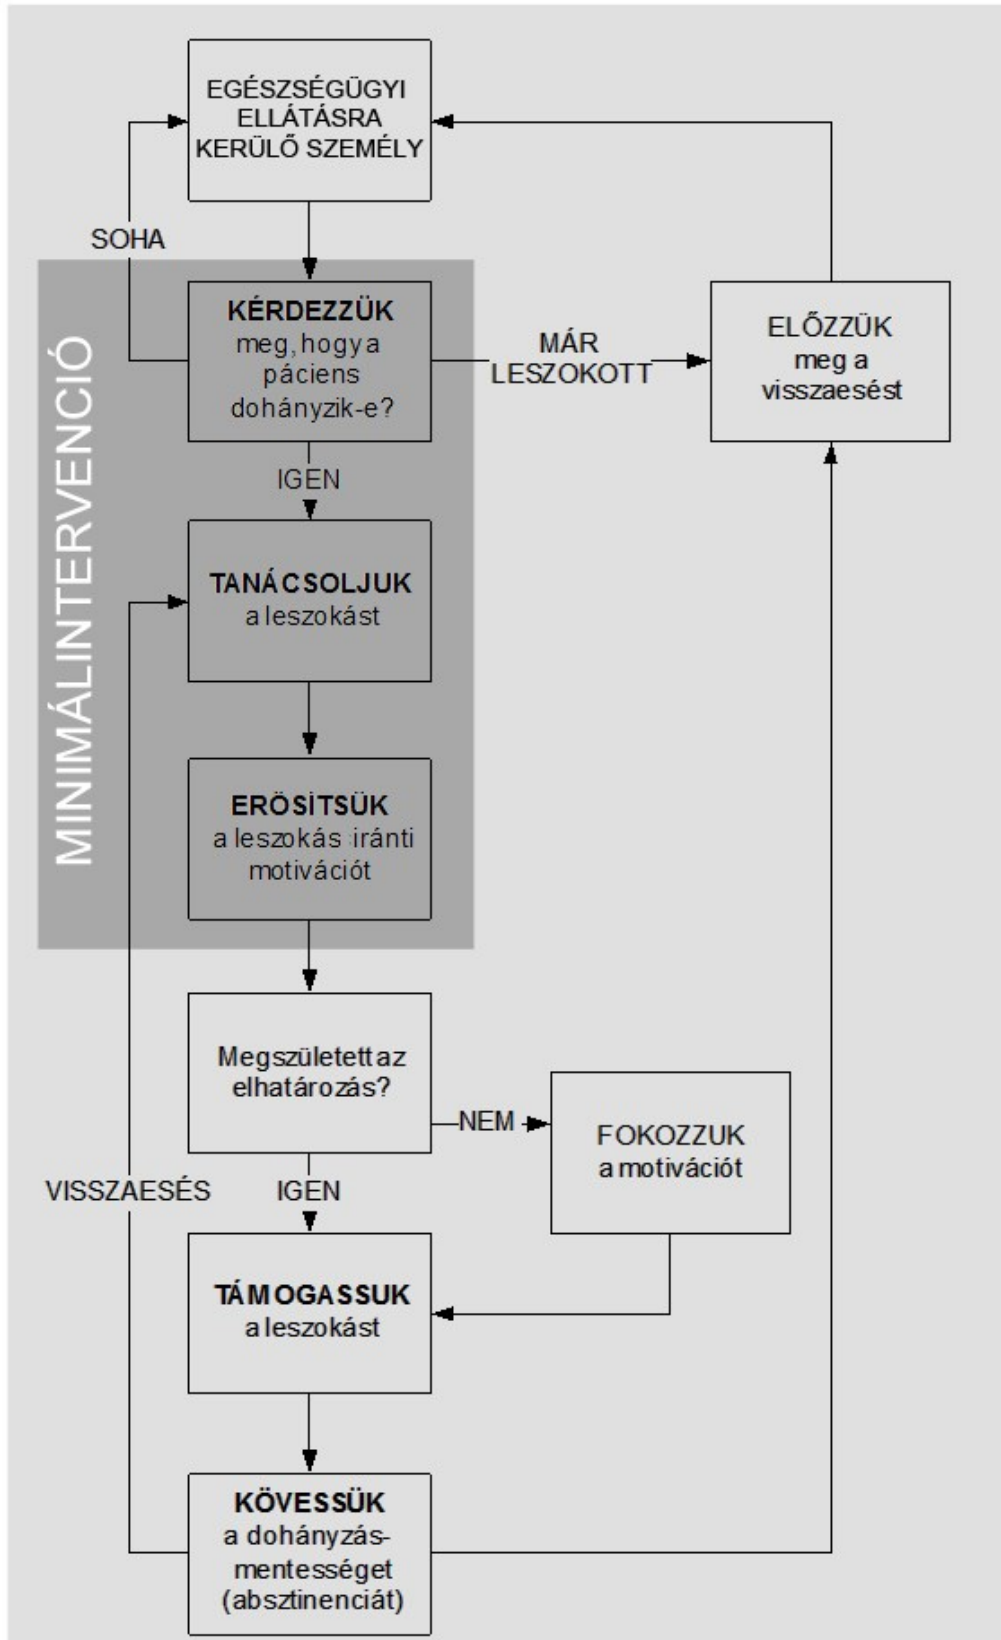 EGÉSZSÉGÜGYI
ELLÁTÁSRA
KERÜLŐ SZEMÉLY
SOHA
MINIMÁLINTERVENCIÓ
KÉRDEZZÜK
meg, hogy a
páciens
dohányzik-e?
MÁR
LESZOKOTT
ELŐZZÜK
meg a
visszaesést
IGEN
TANÁCSOLJUK
a leszokást
ERŐSÍTSÜK
a leszokás iránti
motivációt
Megszületett az
elhatározás?
NEM
FOKOZZUK
a motivációt
VISSZAESÉS
IGEN
TÁMOGASSUK
a leszokást
KÖVESSÜK
a dohányzás-
mentességet
(absztinenciát)